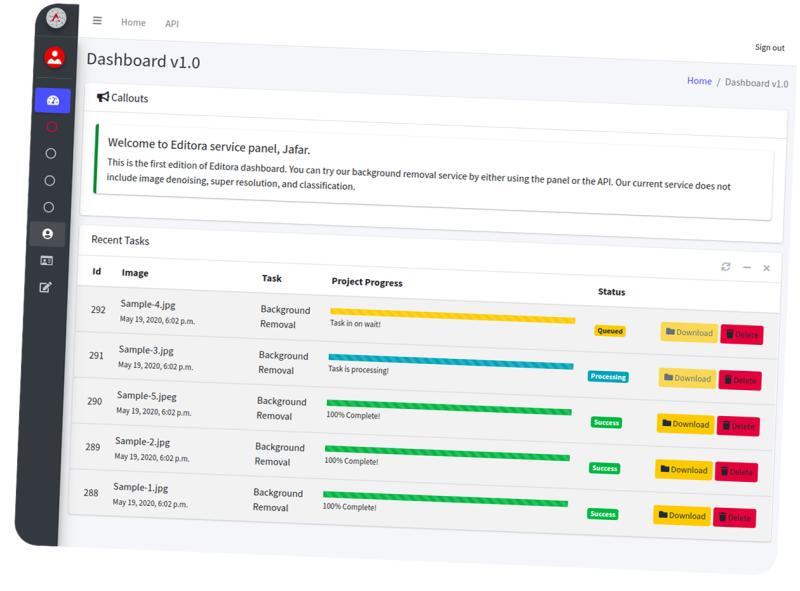 Home API
Sign out
Dashboard v1.0
Home / Dashboard v1.0
Callouts
Welcome to Editora service panel, Jafar.
This is the first edition of Editora dashboard. You can try our background removal service by either using the panel or the API. Our current service does not
include image denoising, super resolution, and classification.
Recent Tasks
Id Image Task Project Progress Status
292 Sample-4.jpg Background
May 19, 2020, 6:02 p.m. Removal Task in on wait! Queued Download Delete
291 Sample-3.jpg Background
May 19, 2020, 6:02 p.m. Removal Task is processing! Processing Download Delete
290 Sample-5.jpeg Background
May 19, 2020, 6:02 p.m. Removal 100% Complete! Success Download Delete
289 Sample-2.jpg Background
May 19, 2020, 6:02 p.m. Removal 100% Complete! Success Download Delete
288 Sample-1.jpg Background
May 19, 2020, 6:02 p.m. Removal 100% Complete! Success Download Delete